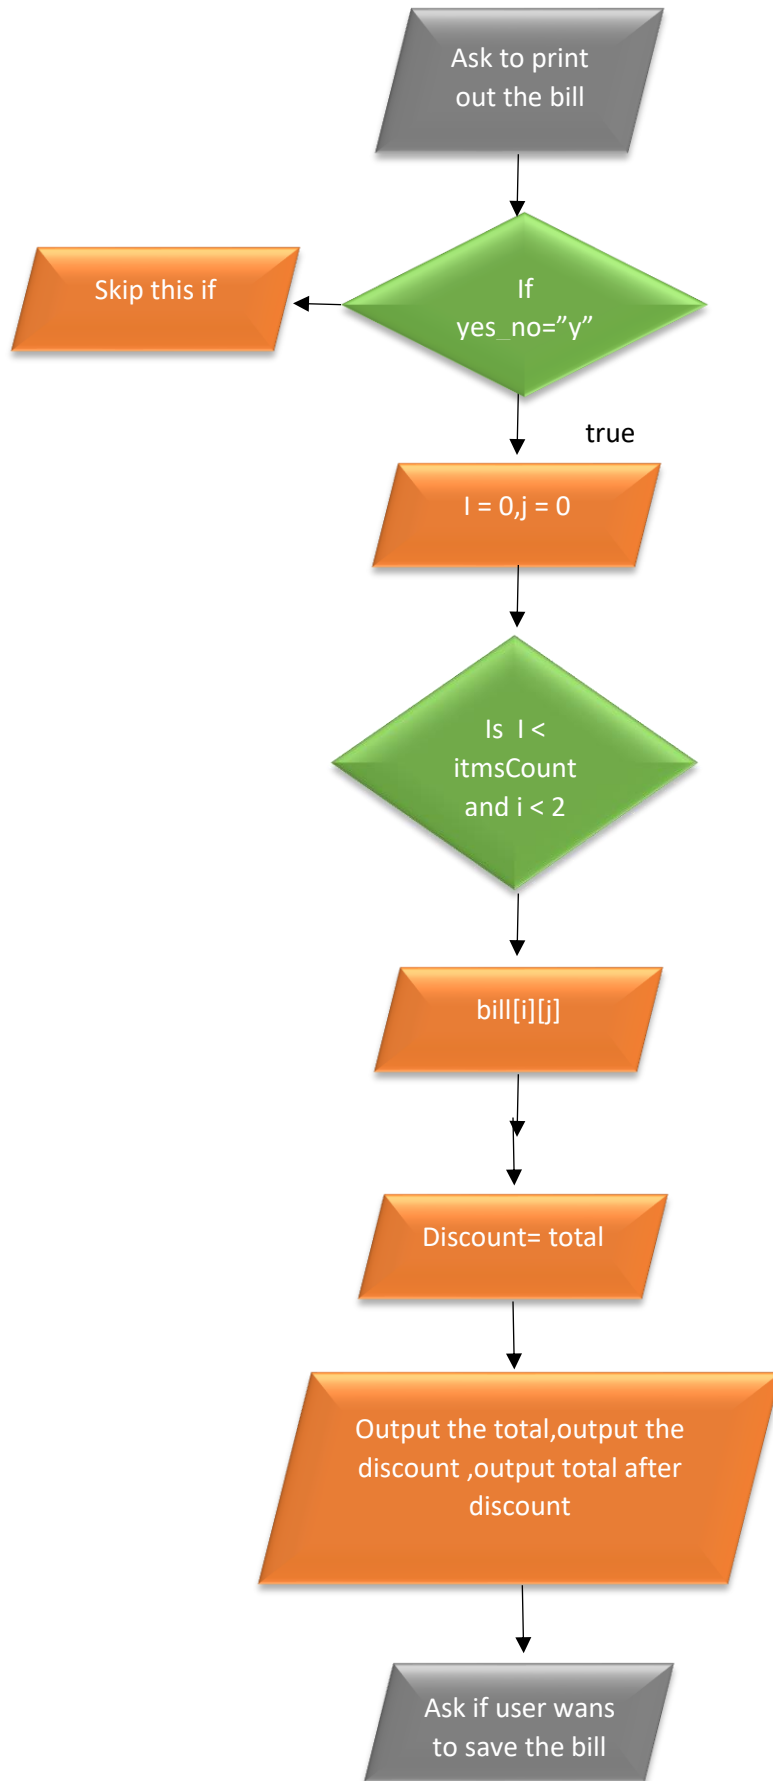 Ask to print
out the bill
Skip this if
If
yes_no=”y”
true
I = 0,j = 0
Is  I <
itmsCount
and i < 2
bill[i][j]
Discount= total
Output the total,output the
discount ,output total after
discount
Ask if user wans
to save the bill